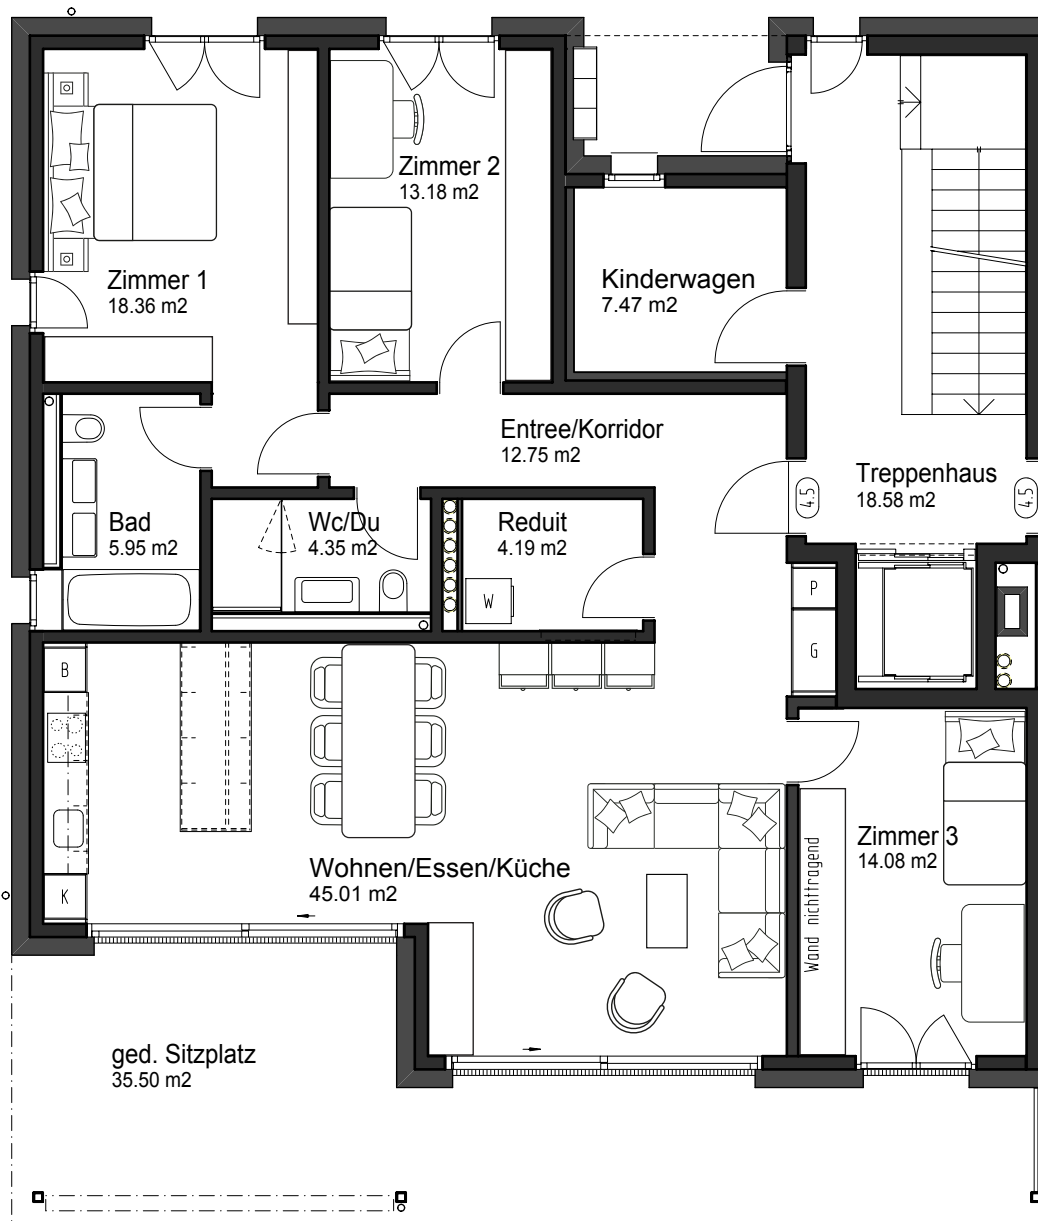 Zimmer 2
13.18 m2
Zimmer 1
18.36 m2
Kinderwagen
7.47 m2
Entree/Korridor
12.75 m2
Treppenhaus
18.58 m2
4.5
4.5
Bad
5.95 m2
Wc/Du
4.35 m2
Reduit
4.19 m2
W
P
G
B
K
Wohnen/Essen/Küche
45.01 m2
Zimmer 3
14.08 m2
Wand nichttragend
ged. Sitzplatz
35.50 m2